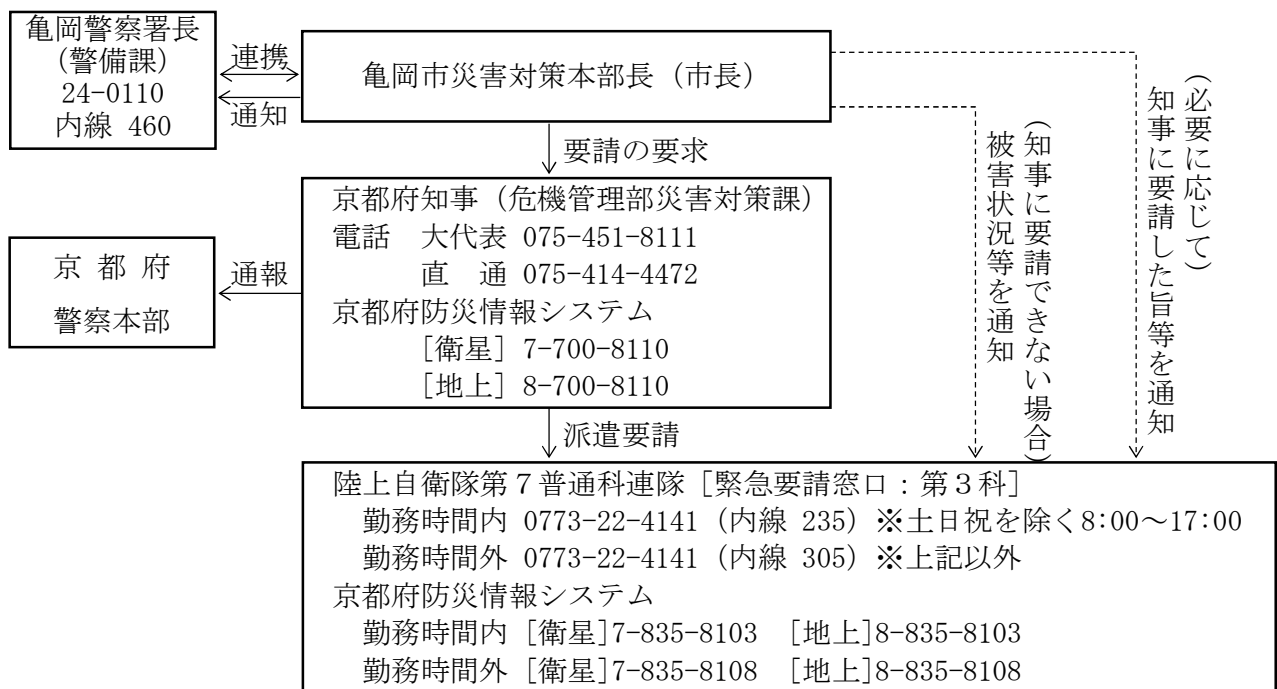 亀岡警察署長
(警備課)
24-0110
内線 460
連携
通知
亀岡市災害対策本部長（市長）
要請の要求
京都府知事（危機管理部災害対策課）
電話　大代表 075-451-8111
直　通 075-414-4472
京都府防災情報システム
［衛星］7-700-8110
［地上］8-700-8110
京 都 府
警察本部
通報
派遣要請
(必要に応じて)
知事に要請した旨等を通知
(知事に要請できない場合)
被害状況等を通知
陸上自衛隊第７普通科連隊［緊急要請窓口：第３科］
勤務時間内 0773-22-4141（内線 235）※土日祝を除く8:00～17:00
勤務時間外 0773-22-4141（内線 305）※上記以外
京都府防災情報システム
勤務時間内［衛星]7-835-8103　［地上]8-835-8103
勤務時間外［衛星]7-835-8108　［地上]8-835-8108